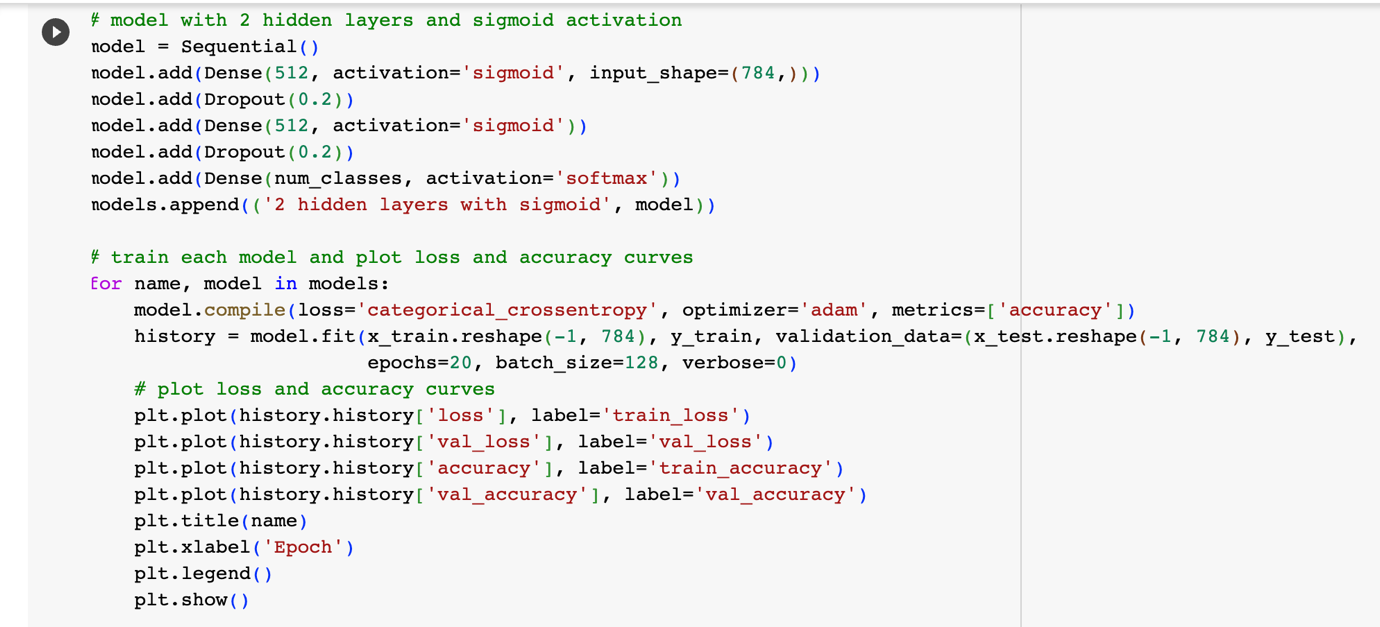 # model with 2 hidden layers and sigmoid activation
model = Sequential()
model.add(Dense(512, activation='sigmoid', input_shape=(784,)))
model.add(Dropout(0.2))
model.add(Dense(512, activation='sigmoid'))
model.add(Dropout(0.2))
model.add(Dense(num_classes, activation='softmax'))
models.append(('2 hidden layers with sigmoid', model))

# train each model and plot loss and accuracy curves
for name, model in models:
    model.compile(loss='categorical_crossentropy', optimizer='adam', metrics=['accuracy'])
    history = model.fit(x_train.reshape(-1, 784), y_train, validation_data=(x_test.reshape(-1, 784), y_test),
                        epochs=20, batch_size=128, verbose=0)
    # plot loss and accuracy curves
    plt.plot(history.history['loss'], label='train_loss')
    plt.plot(history.history['val_loss'], label='val_loss')
    plt.plot(history.history['accuracy'], label='train_accuracy')
    plt.plot(history.history['val_accuracy'], label='val_accuracy')
    plt.title(name)
    plt.xlabel('Epoch')
    plt.legend()
    plt.show()